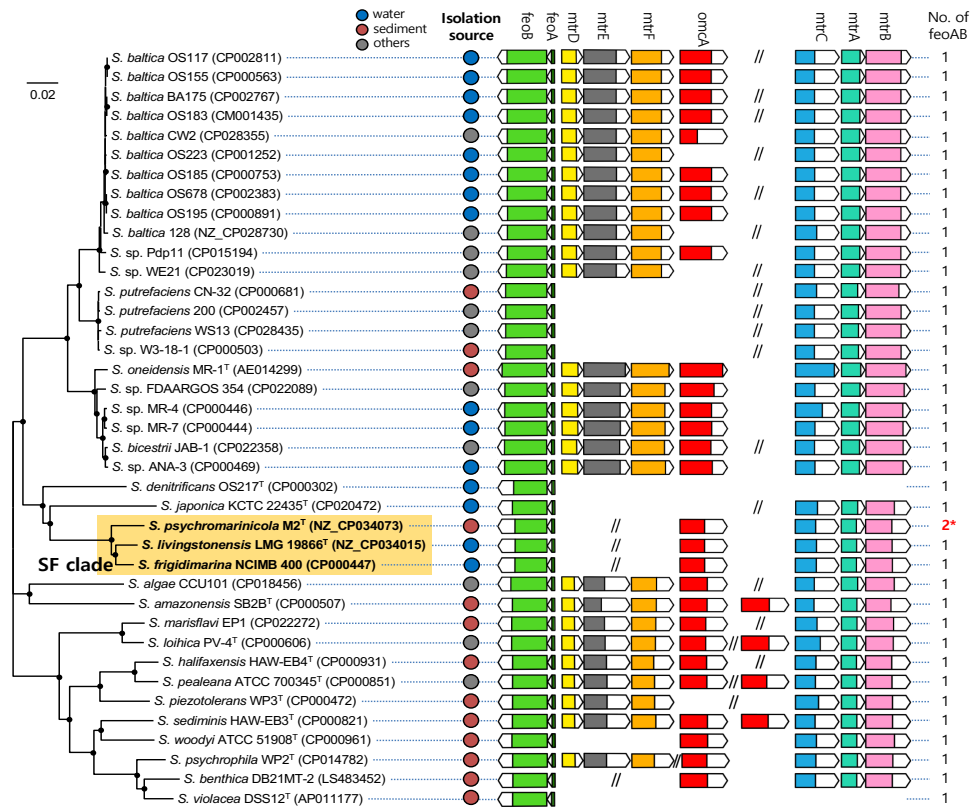 water
sediment
others
Isolation
source
feoB
feoA
mtrD
mtrE
mtrF
omcA
mtrC
mtrA
mtrB
No. of
feoAB
0.02
S. baltica OS117 (CP002811) // 1
S. baltica OS155 (CP000563) 1
S. baltica BA175 (CP002767) // 1
S. baltica OS183 (CM001435) // 1
S. baltica CW2 (CP028355) 1
S. baltica OS223 (CP001252) // 1
S. baltica OS185 (CP000753) 1
S. baltica OS678 (CP002383) // 1
S. baltica OS195 (CP000891) 1
S. baltica 128 (NZ_CP028730) // 1
S. sp. Pdp11 (CP015194) 1
S. sp. WE21 (CP023019) // 1
S. putrefaciens CN-32 (CP000681) // 1
S. putrefaciens 200 (CP002457) // 1
S. putrefaciens WS13 (CP028435) // 1
S. sp. W3-18-1 (CP000503) // 1
S. oneidensis MR-1ᵀ (AE014299) 1
S. sp. FDAARGOS 354 (CP022089) 1
S. sp. MR-4 (CP000446) 1
S. sp. MR-7 (CP000444) 1
S. bicestrii JAB-1 (CP022358) // 1
S. sp. ANA-3 (CP000469) 1
S. denitrificans OS217ᵀ (CP000302) 1
S. japonica KCTC 22435ᵀ (CP020472) // 1
S. psychromarinicola M2ᵀ (NZ_CP034073) // 2*
S. livingstonensis LMG 19866ᵀ (NZ_CP034015) // 1
SF clade S. frigidimarina NCIMB 400 (CP000447) // 1
S. algae CCU101 (CP018456) // 1
S. amazonensis SB2Bᵀ (CP000507) 1
S. marisflavi EP1 (CP022272) // 1
S. loihica PV-4ᵀ (CP000606) // 1
S. halifaxensis HAW-EB4ᵀ (CP000931) // 1
S. pealeana ATCC 700345ᵀ (CP000851) // 1
S. piezotolerans WP3ᵀ (CP000472) // 1
S. sediminis HAW-EB3ᵀ (CP000821) 1
S. woodyi ATCC 51908ᵀ (CP000961) 1
S. psychrophila WP2ᵀ (CP014782) // 1
S. benthica DB21MT-2 (LS483452) // 1
S. violacea DSS12ᵀ (AP011177) 1